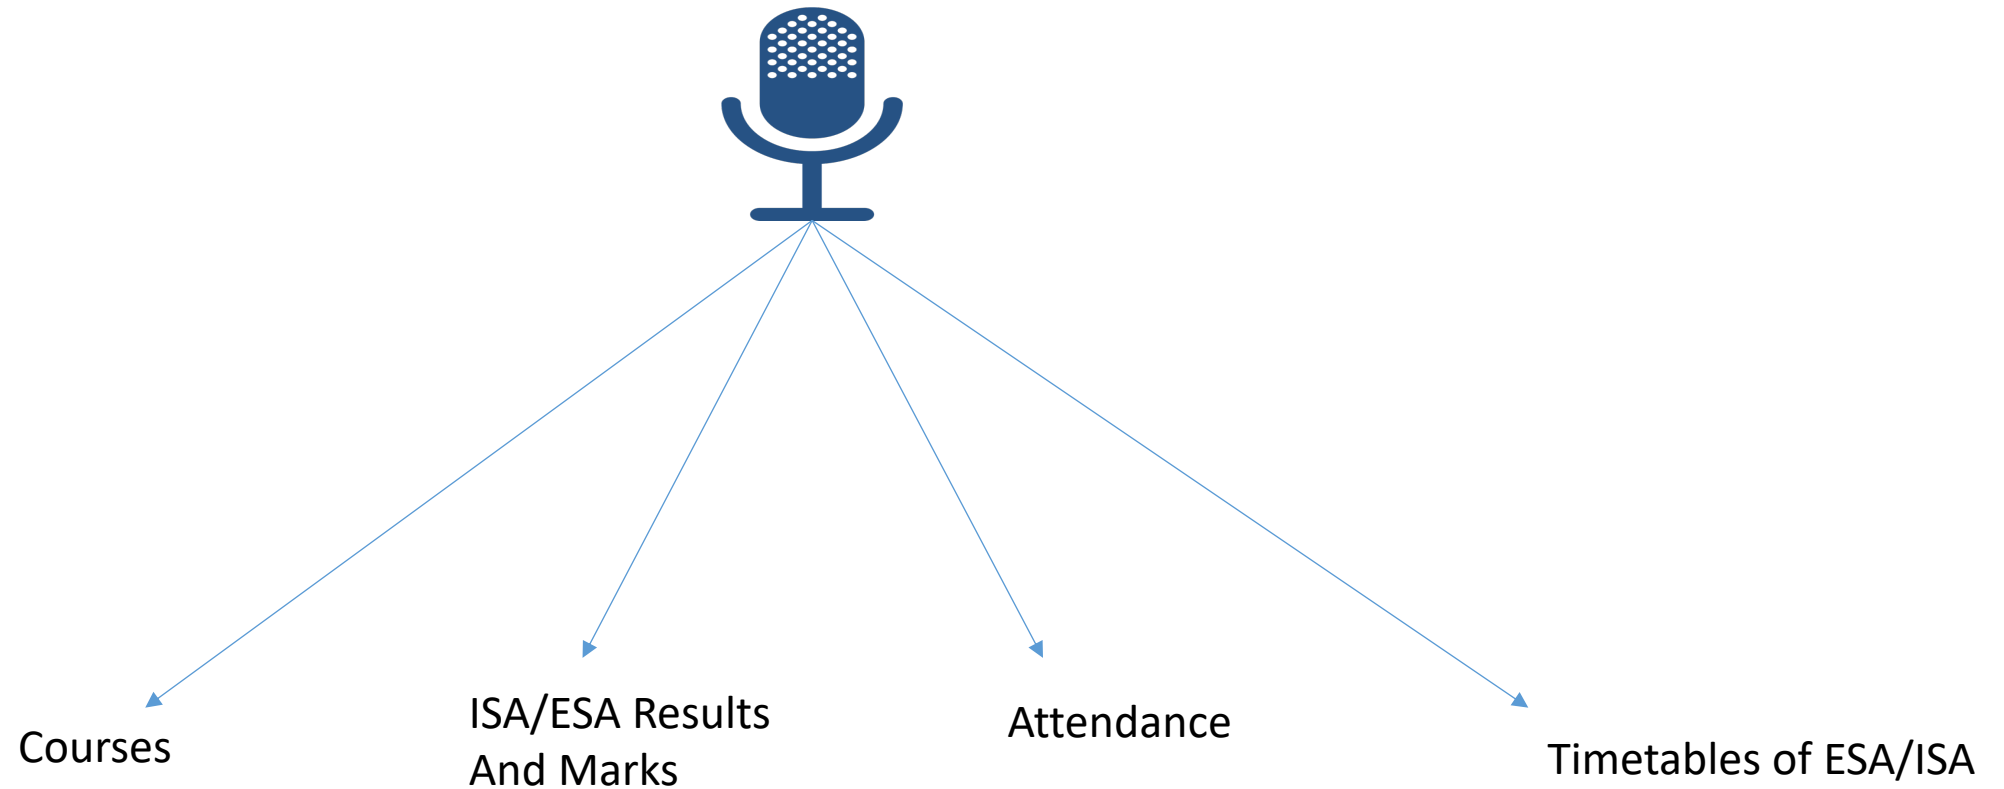 Courses
ISA/ESA Results
And Marks
Attendance
Timetables of ESA/ISA